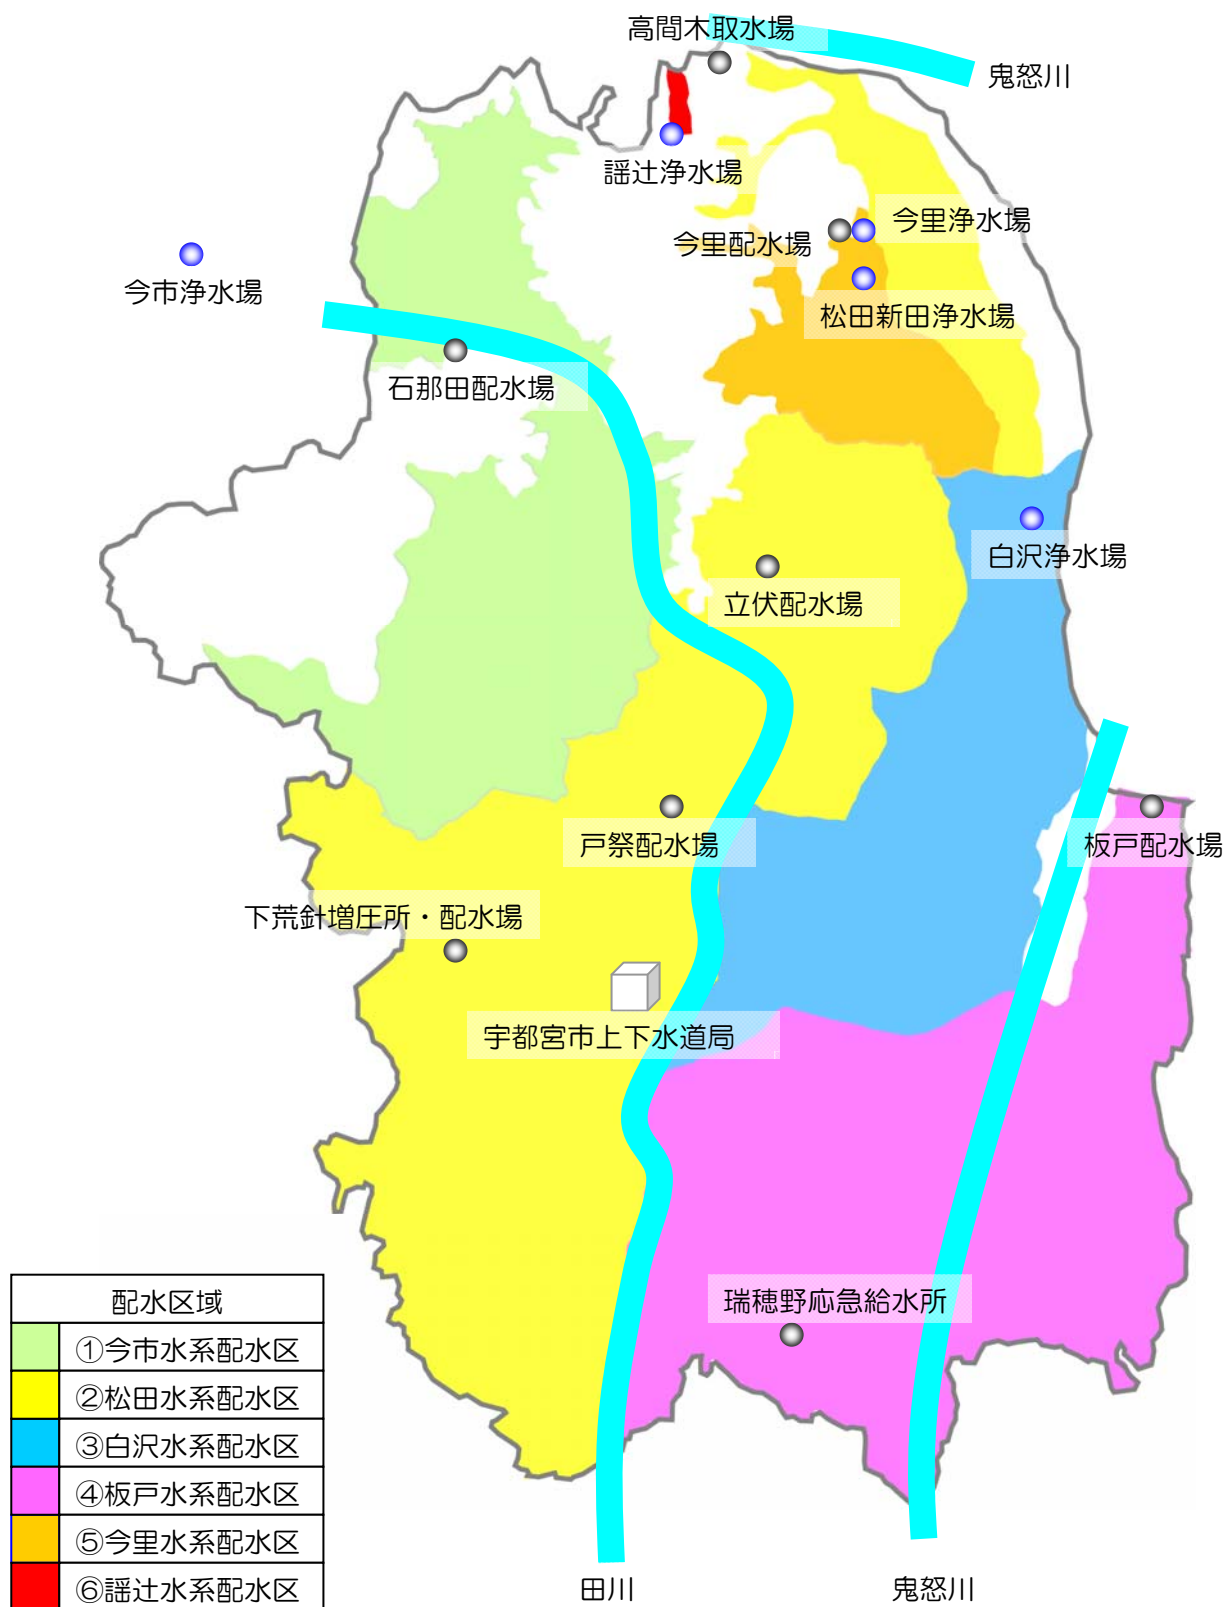 高間木取水場
鬼怒川
謡辻浄水場
今里浄水場
今里配水場
今市浄水場
松田新田浄水場
石那田配水場
白沢浄水場
立伏配水場
戸祭配水場
板戸配水場
下荒針増圧所・配水場
宇都宮市上下水道局
瑞穂野応急給水所
配水区域
①今市水系配水区
②松田水系配水区
③白沢水系配水区
④板戸水系配水区
⑤今里水系配水区
⑥謡辻水系配水区
田川
鬼怒川